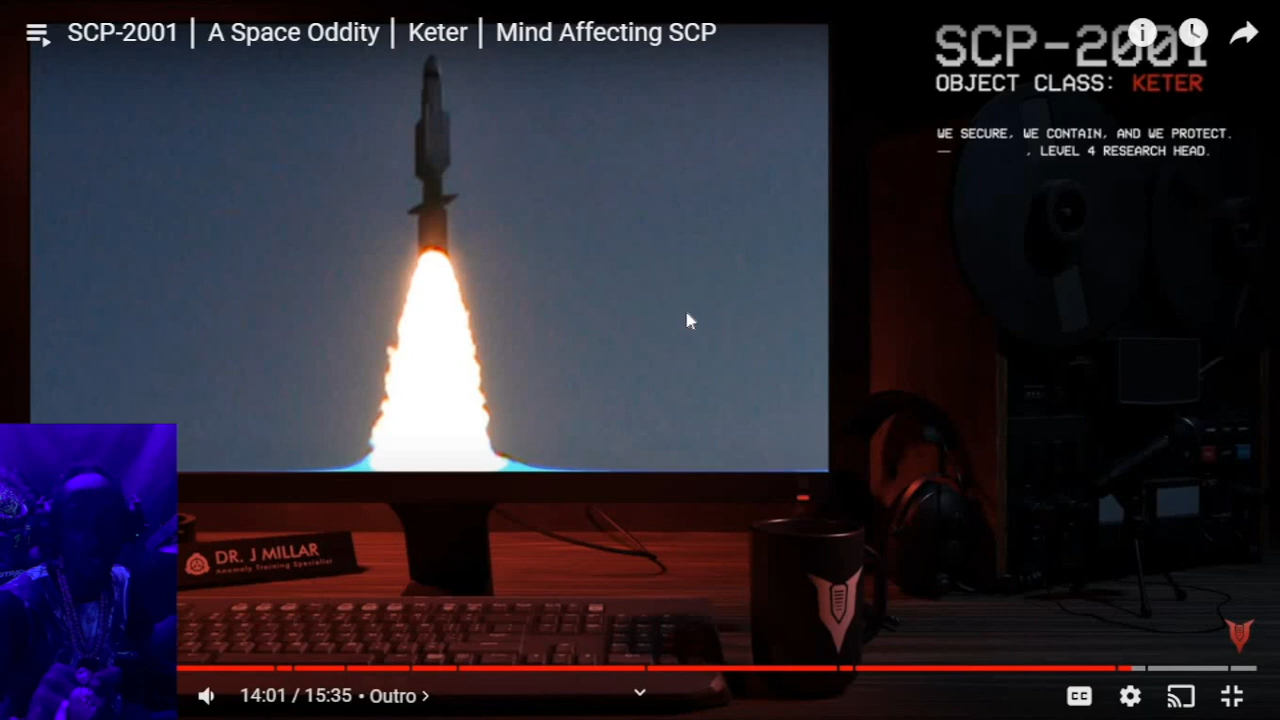 SCP-2001 | A Space Oddity | Keter | Mind Affecting SCP
SCP-2001
OBJECT CLASS: KETER
WE SECURE, WE CONTAIN, AND WE PROTECT.
— , LEVEL 4 RESEARCH HEAD.
DR. J MILLAR
Anomaly Training Specialist
14:01 / 15:35 • Outro
CC